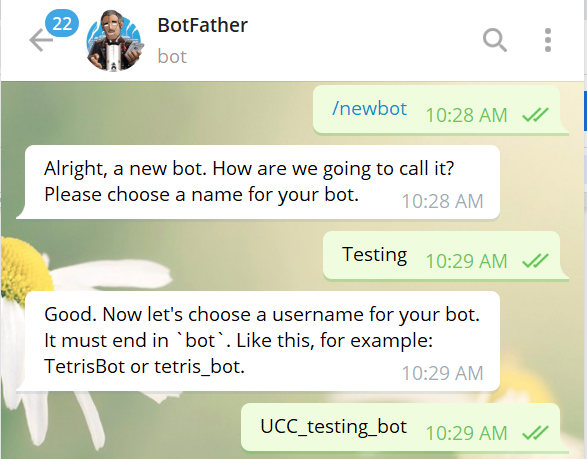 22
BotFather
bot
/newbot 10:28 AM
Alright, a new bot. How are we going to call it?
Please choose a name for your bot.
10:28 AM
Testing 10:29 AM
Good. Now let's choose a username for your bot.
It must end in `bot`. Like this, for example:
TetrisBot or tetris_bot.
10:29 AM
UCC_testing_bot 10:29 AM